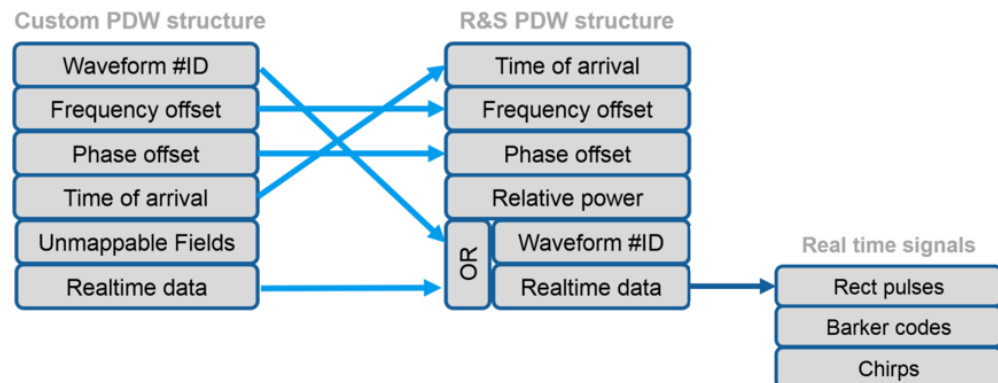 Custom PDW structure
Waveform #ID
Frequency offset
Phase offset
Time of arrival
Unmappable Fields
Realtime data
R&S PDW structure
Time of arrival
Frequency offset
Phase offset
Relative power
OR
Waveform #ID
Realtime data
Real time signals
Rect pulses
Barker codes
Chirps